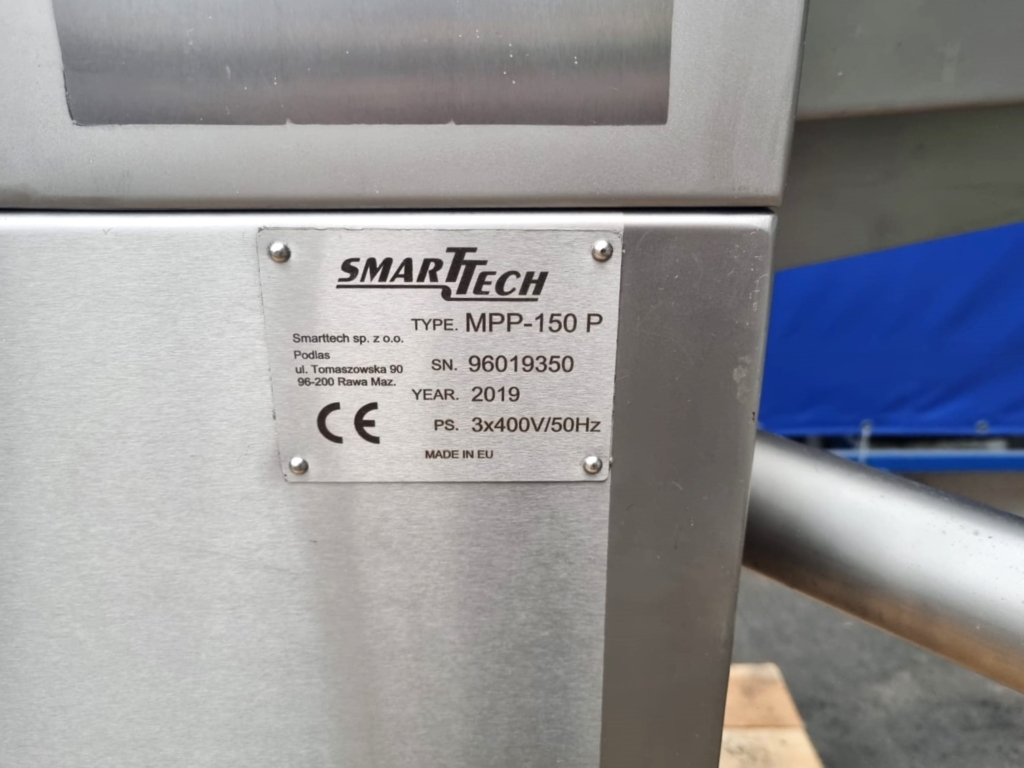 SMARTTECH
TYPE. MPP-150 P
Smarttech sp. z o.o.
Podlas
ul. Tomaszowska 90
96-200 Rawa Maz.
SN. 96019350
YEAR. 2019
PS. 3x400V/50Hz
CE
MADE IN EU